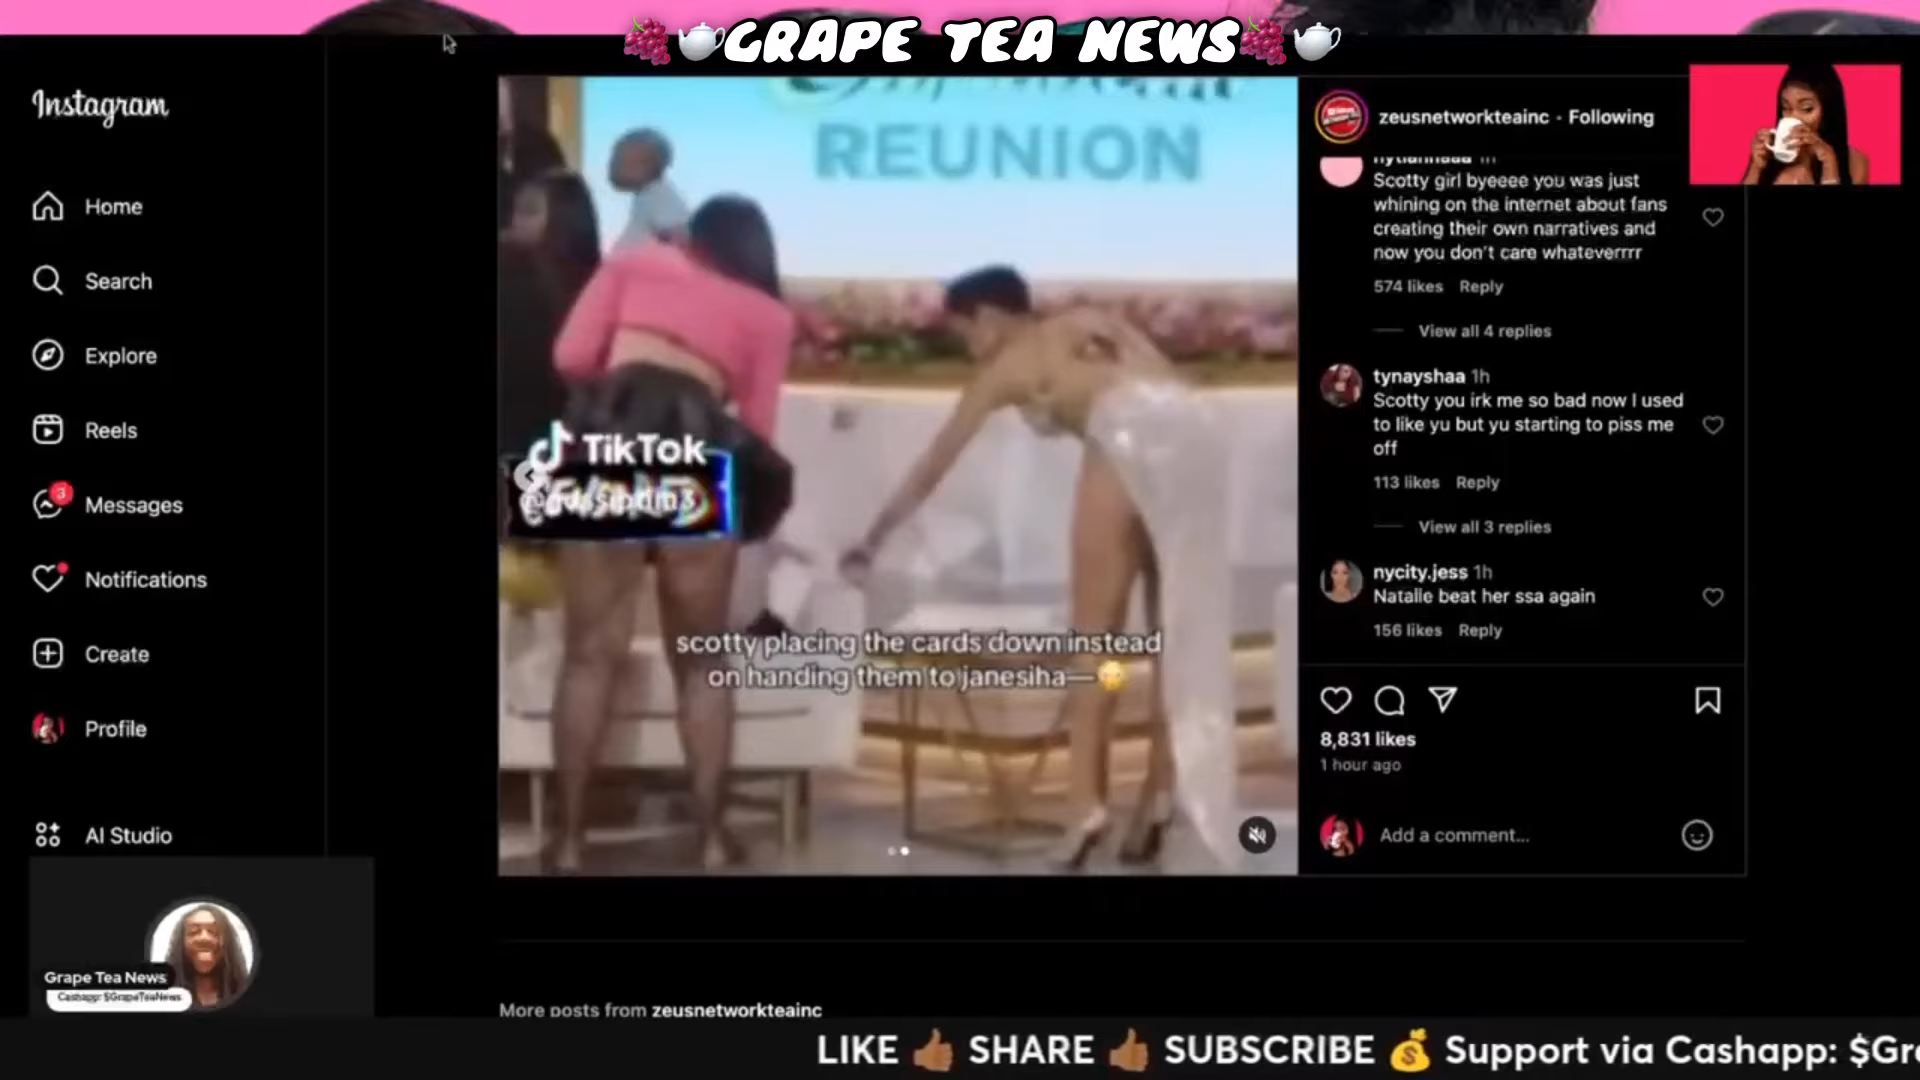 🍇🫖GRAPE TEA NEWS🍇🫖
Instagram
Home
Search
Explore
Reels
3
Messages
Notifications
Create
Profile
AI Studio
REUNION
TikTok
scotty placing the cards down instead
on handing them to janesiha—
zeusnetworkteainc · Following
Scotty girl byeeee you was just
whining on the internet about fans
creating their own narratives and
now you don't care whateverrrr
574 likes Reply
View all 4 replies
tynayshaa 1h
Scotty you irk me so bad now I used
to like yu but yu starting to piss me
off
113 likes Reply
View all 3 replies
nycity.jess 1h
Natalie beat her ssa again
156 likes Reply
8,831 likes
1 hour ago
Add a comment...
Grape Tea News
Cashapp: $GrapeTeaNews
More posts from zeusnetworkteainc
LIKE 👍🏾 SHARE 👍🏾 SUBSCRIBE 💰 Support via Cashapp: $Gr